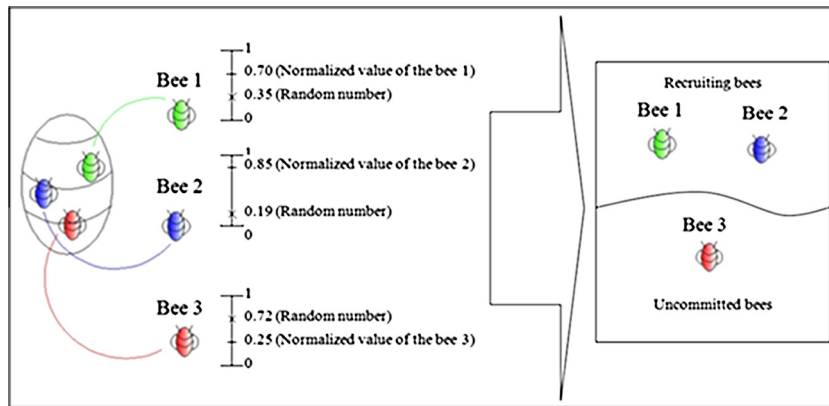 1
0.70 (Normalized value of the bee 1)
Bee 1
0.35 (Random number)
0
1
0.85 (Normalized value of the bee 2)
Bee 2
0.19 (Random number)
0
1
Bee 3
0.72 (Random number)
0.25 (Normalized value of the bee 3)
0
Recruiting bees
Bee 1
Bee 2
Bee 3
Uncommitted bees